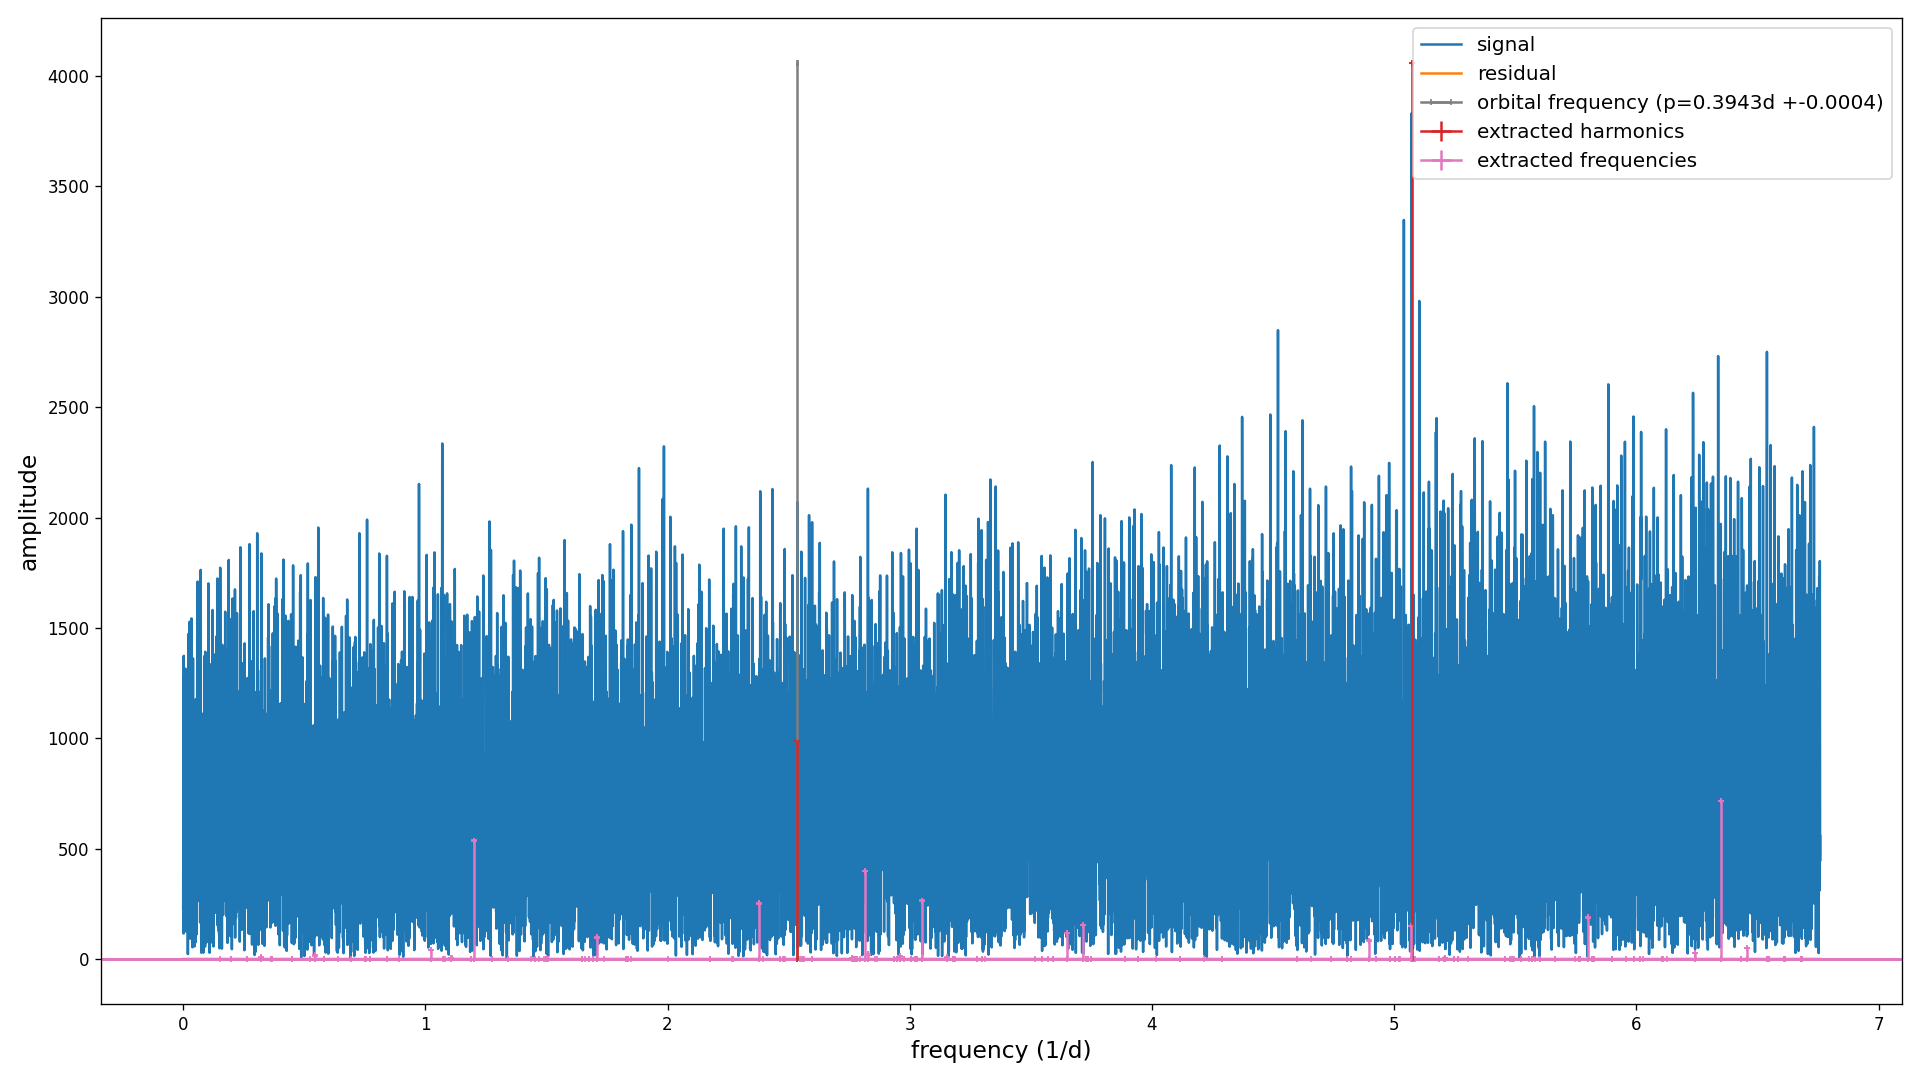 signal
residual
orbital frequency (p=0.3943d +-0.0004)
extracted harmonics
extracted frequencies
amplitude
4000
3500
3000
2500
2000
1500
1000
500
0
0 1 2 3 4 5 6 7
frequency (1/d)